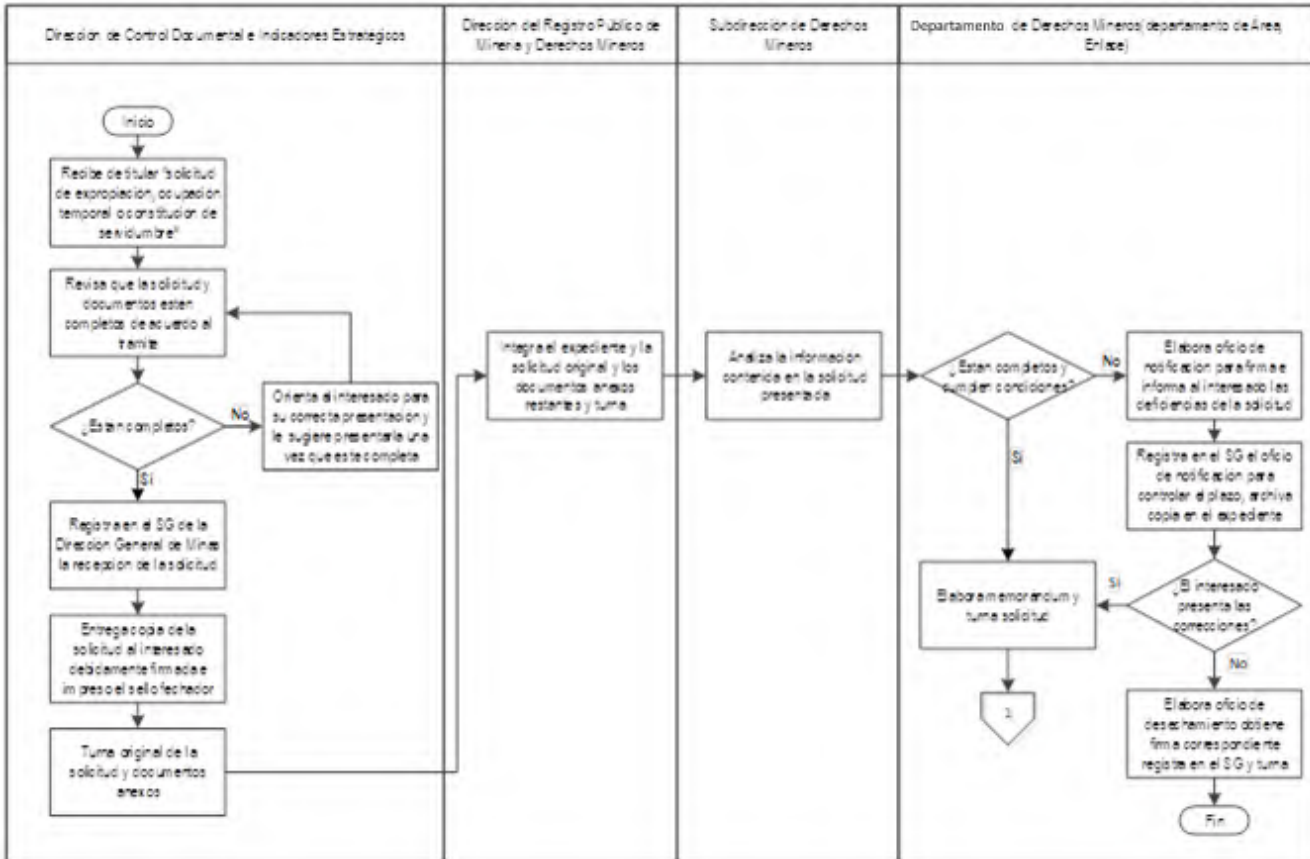 Dirección de Control Documental e Indicadores Estratégicos
Dirección del Registro Público de
Minería y Derechos Mineros
Subdirección de Derechos
Mineros
Departamento de Derechos Mineros(departamento de Área,
Enlace)
Inicio
Recibe de titular "solicitud
de expropiación, ocupación
temporal o constitución de
servidumbre"
Revisa que la solicitud y
documentos estén
completos de acuerdo al
trámite
¿Están completos?
No
Orienta al interesado para
su correcta presentación y
le sugiere presentarla una
vez que este completa
Sí
Registra en el SG de la
Dirección General de Minas
la recepción de la solicitud
Entrega copia de la
solicitud al interesado
debidamente firmada e
impreso el sello fechador
Turna original de la
solicitud y documentos
anexos
Integra el expediente y la
solicitud original y los
documentos anexos
restantes y turna
Analiza la información
contenida en la solicitud
presentada
¿Están completos y
cumplen condiciones?
No
Elabora oficio de
notificación para firma e
informa al interesado las
deficiencias de la solicitud
Sí
Registra en el SG el oficio
de notificación para
controlar el plazo, archiva
copia en el expediente
¿El interesado
presenta las
correcciones?
Sí
Elabora memorándum y
turna solicitud
1
No
Elabora oficio de
desechamiento obtiene
firma correspondiente
registra en el SG y turna
Fin